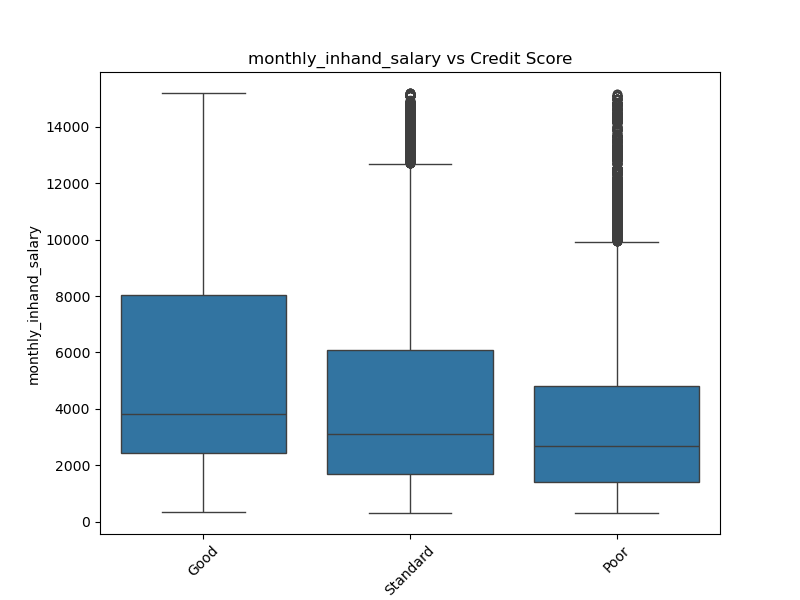 monthly_inhand_salary vs Credit Score
monthly_inhand_salary
14000
12000
10000
8000
6000
4000
2000
0
Good
Standard
Poor